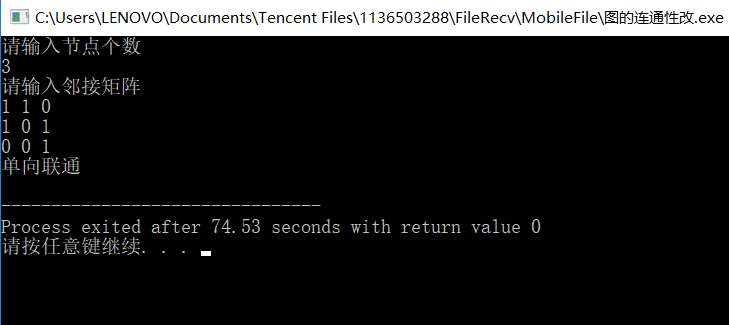 C:\Users\LENOVO\Documents\Tencent Files\1136503288\FileRecv\MobileFile\图的连通性改.exe
请输入节点个数
3
请输入邻接矩阵
1 1 0
1 0 1
0 0 1
单向联通
--------------------------------
Process exited after 74.53 seconds with return value 0
请按任意键继续. . .